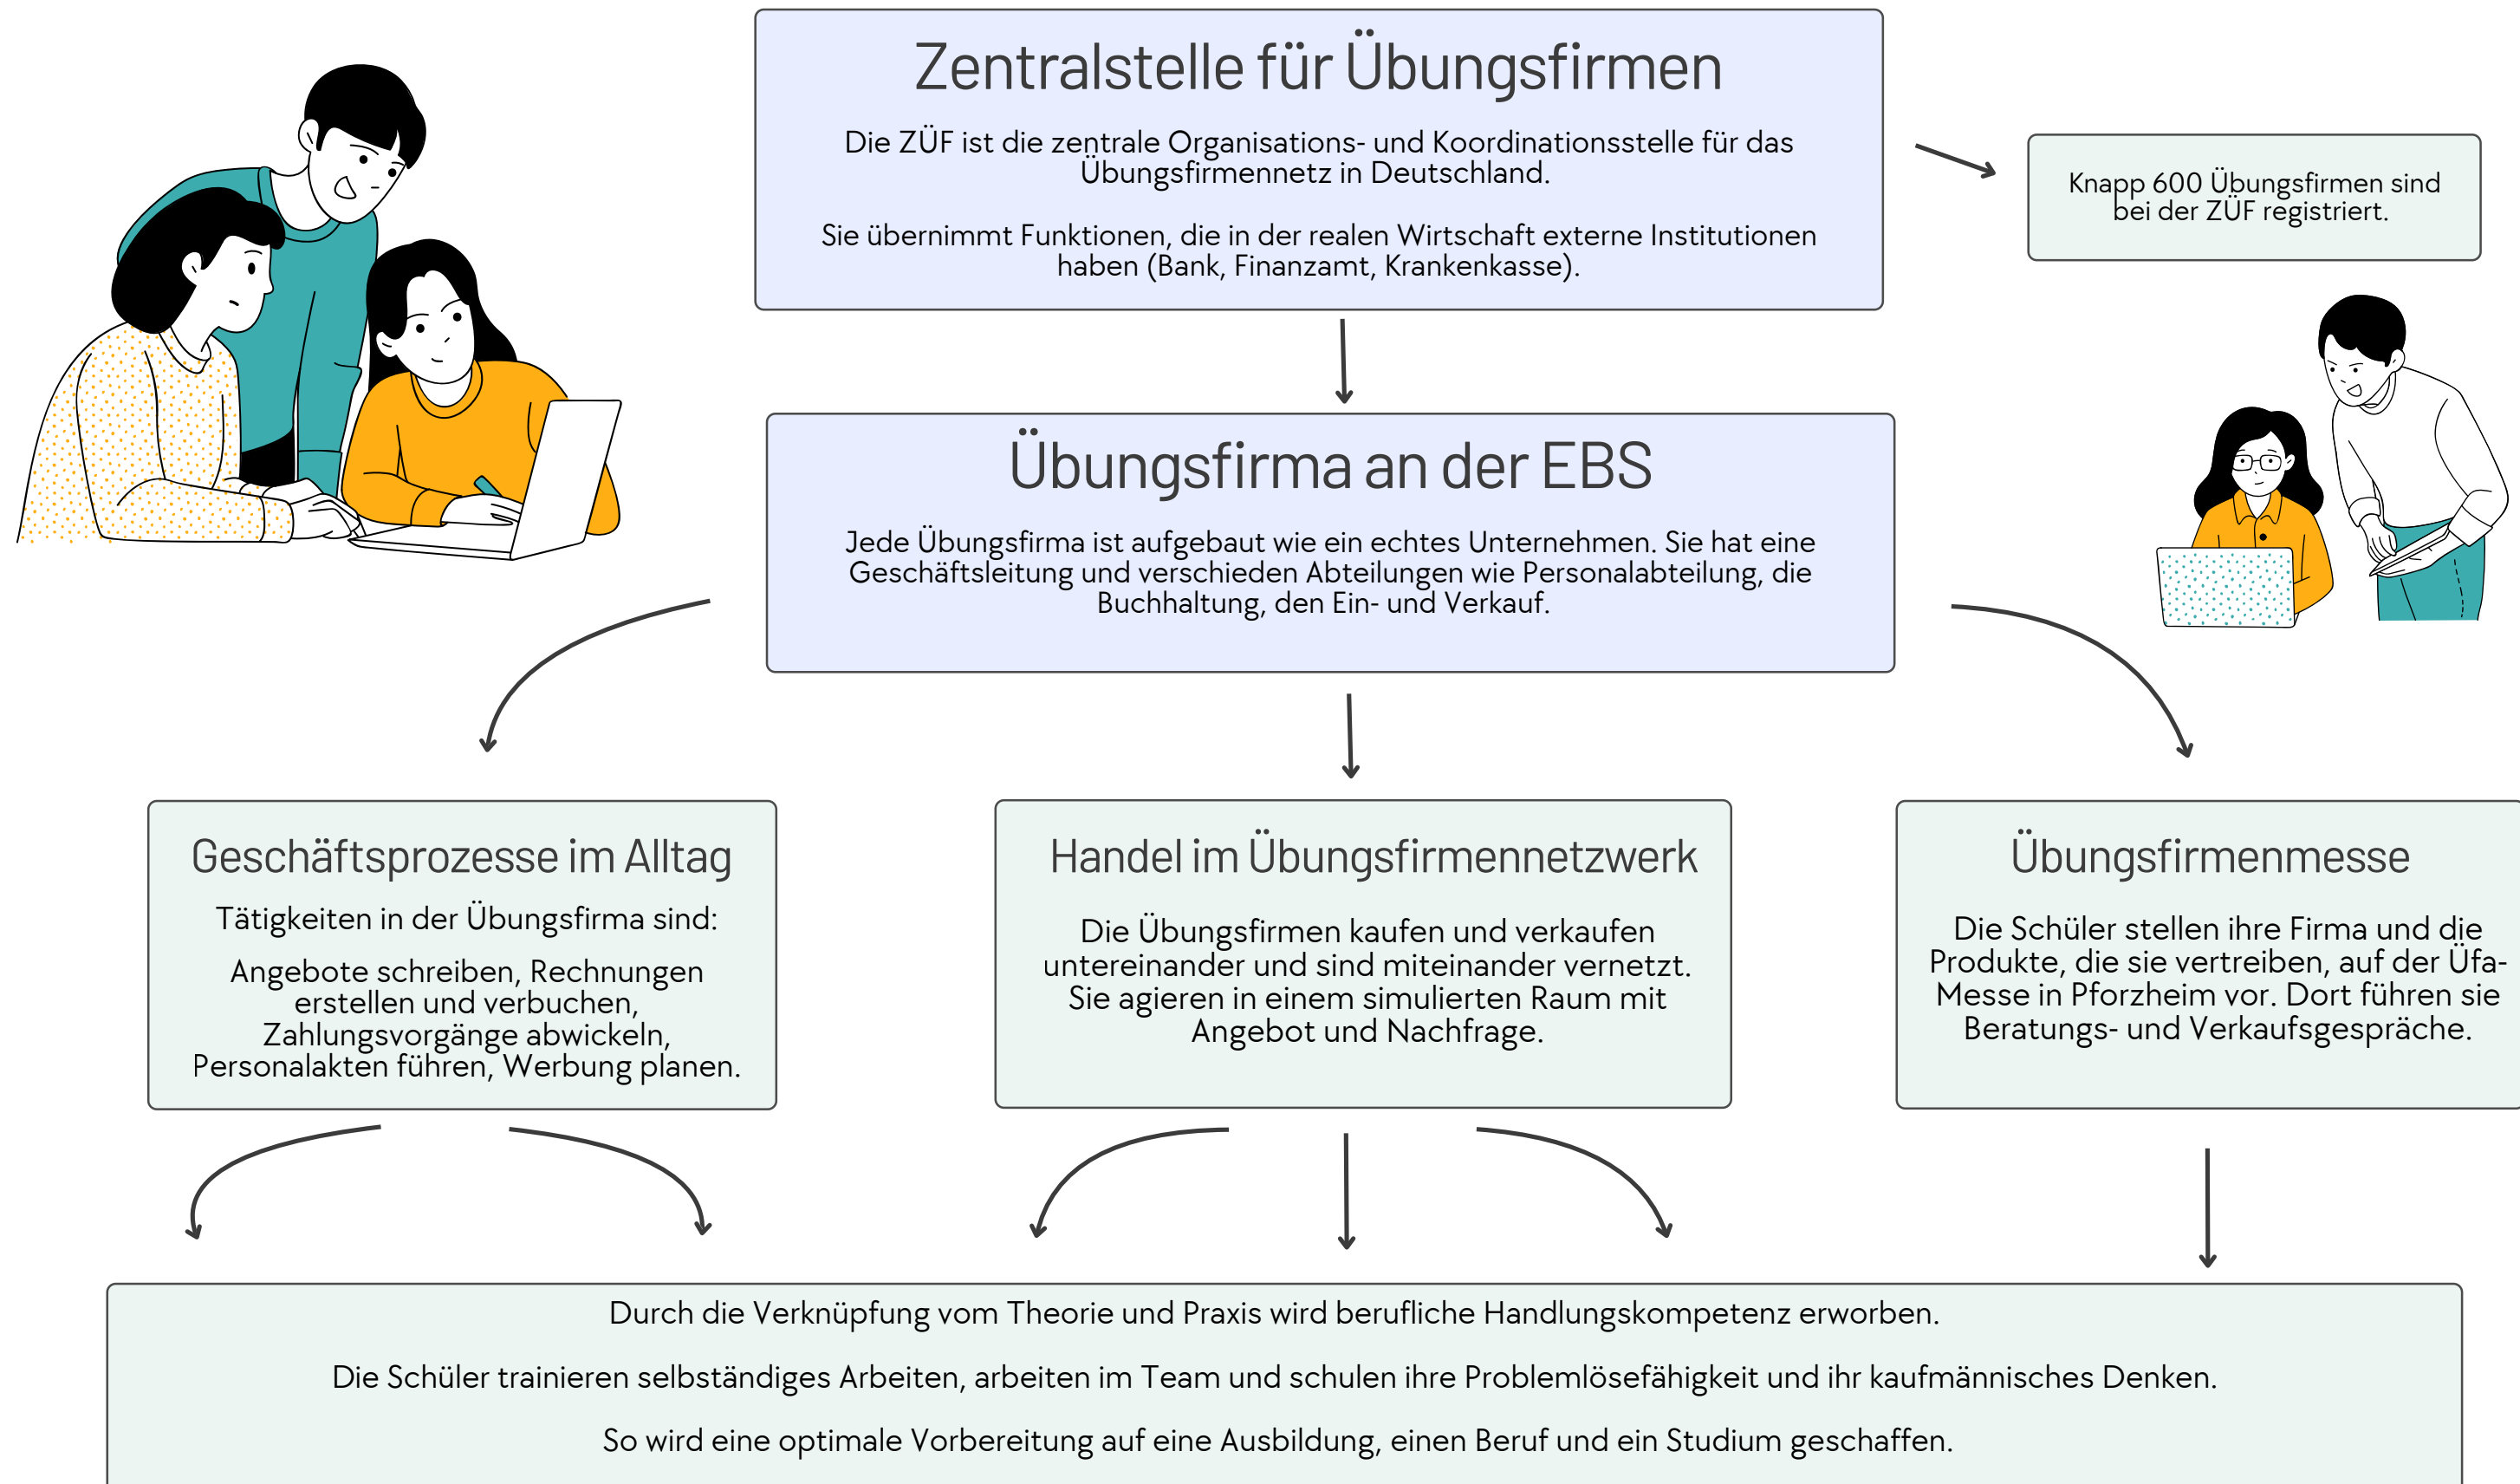 Zentralstelle für Übungsfirmen
Die ZÜF ist die zentrale Organisations- und Koordinationsstelle für das
Übungsfirmennetz in Deutschland.
Sie übernimmt Funktionen, die in der realen Wirtschaft externe Institutionen
haben (Bank, Finanzamt, Krankenkasse).
Knapp 600 Übungsfirmen sind
bei der ZÜF registriert.
Übungsfirma an der EBS
Jede Übungsfirma ist aufgebaut wie ein echtes Unternehmen. Sie hat eine
Geschäftsleitung und verschieden Abteilungen wie Personalabteilung, die
Buchhaltung, den Ein- und Verkauf.
Geschäftsprozesse im Alltag
Tätigkeiten in der Übungsfirma sind:
Angebote schreiben, Rechnungen
erstellen und verbuchen,
Zahlungsvorgänge abwickeln,
Personalakten führen, Werbung planen.
Handel im Übungsfirmennetzwerk
Die Übungsfirmen kaufen und verkaufen
untereinander und sind miteinander vernetzt.
Sie agieren in einem simulierten Raum mit
Angebot und Nachfrage.
Übungsfirmenmesse
Die Schüler stellen ihre Firma und die
Produkte, die sie vertreiben, auf der Üfa-
Messe in Pforzheim vor. Dort führen sie
Beratungs- und Verkaufsgespräche.
Durch die Verknüpfung vom Theorie und Praxis wird berufliche Handlungskompetenz erworben.
Die Schüler trainieren selbständiges Arbeiten, arbeiten im Team und schulen ihre Problemlösefähigkeit und ihr kaufmännisches Denken.
So wird eine optimale Vorbereitung auf eine Ausbildung, einen Beruf und ein Studium geschaffen.